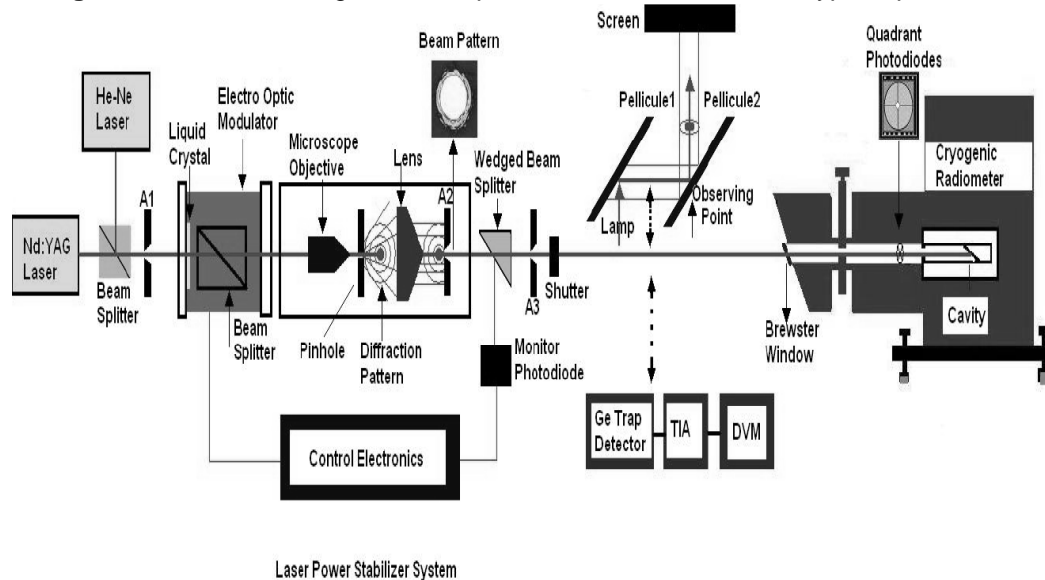 Beam Pattern
Screen
Quadrant
Photodiodes
He-Ne
Laser
Electro Optic
Modulator
Liquid
Crystal
Microscope
Objective
Lens
Wedged Beam
Splitter
Pellicule1
Pellicule2
Cryogenic
Radiometer
A1
A2
Lamp
Observing
Point
Nd:YAG
Laser
Beam
Splitter
Beam
Splitter
Pinhole
Diffraction
Pattern
A3
Shutter
Monitor
Photodiode
Brewster
Window
Cavity
Ge Trap
Detector
TIA
DVM
Control Electronics
Laser Power Stabilizer System